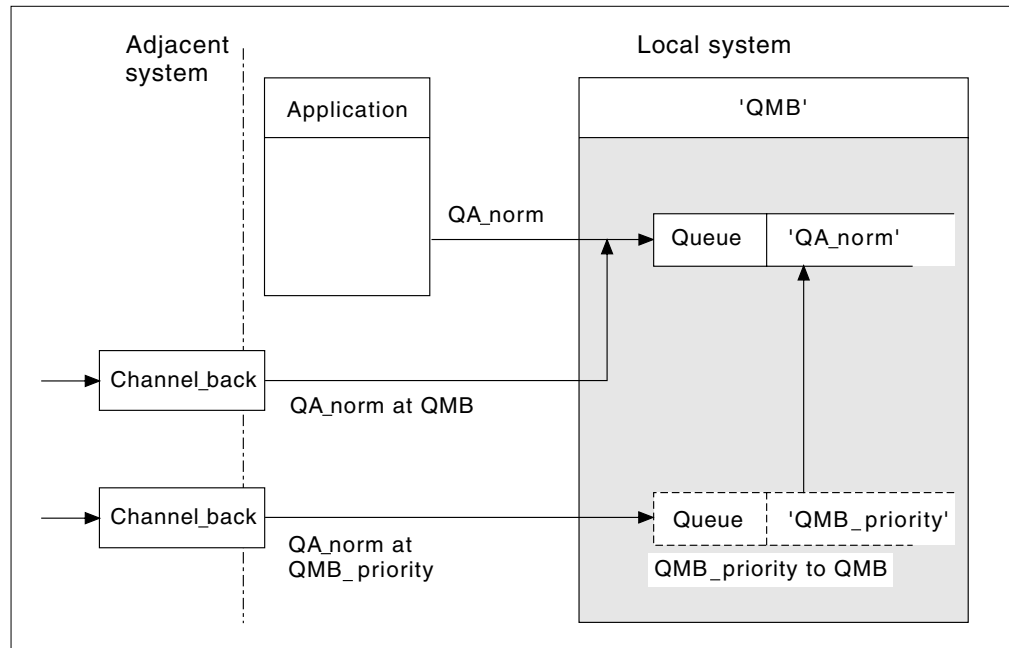 Adjacent
system
Local system
Application
'QMB'
QA_norm
Queue
'QA_norm'
Channel_back
QA_norm at QMB
Channel_back
QA_norm at
QMB_priority
Queue
'QMB_priority'
QMB_priority to QMB